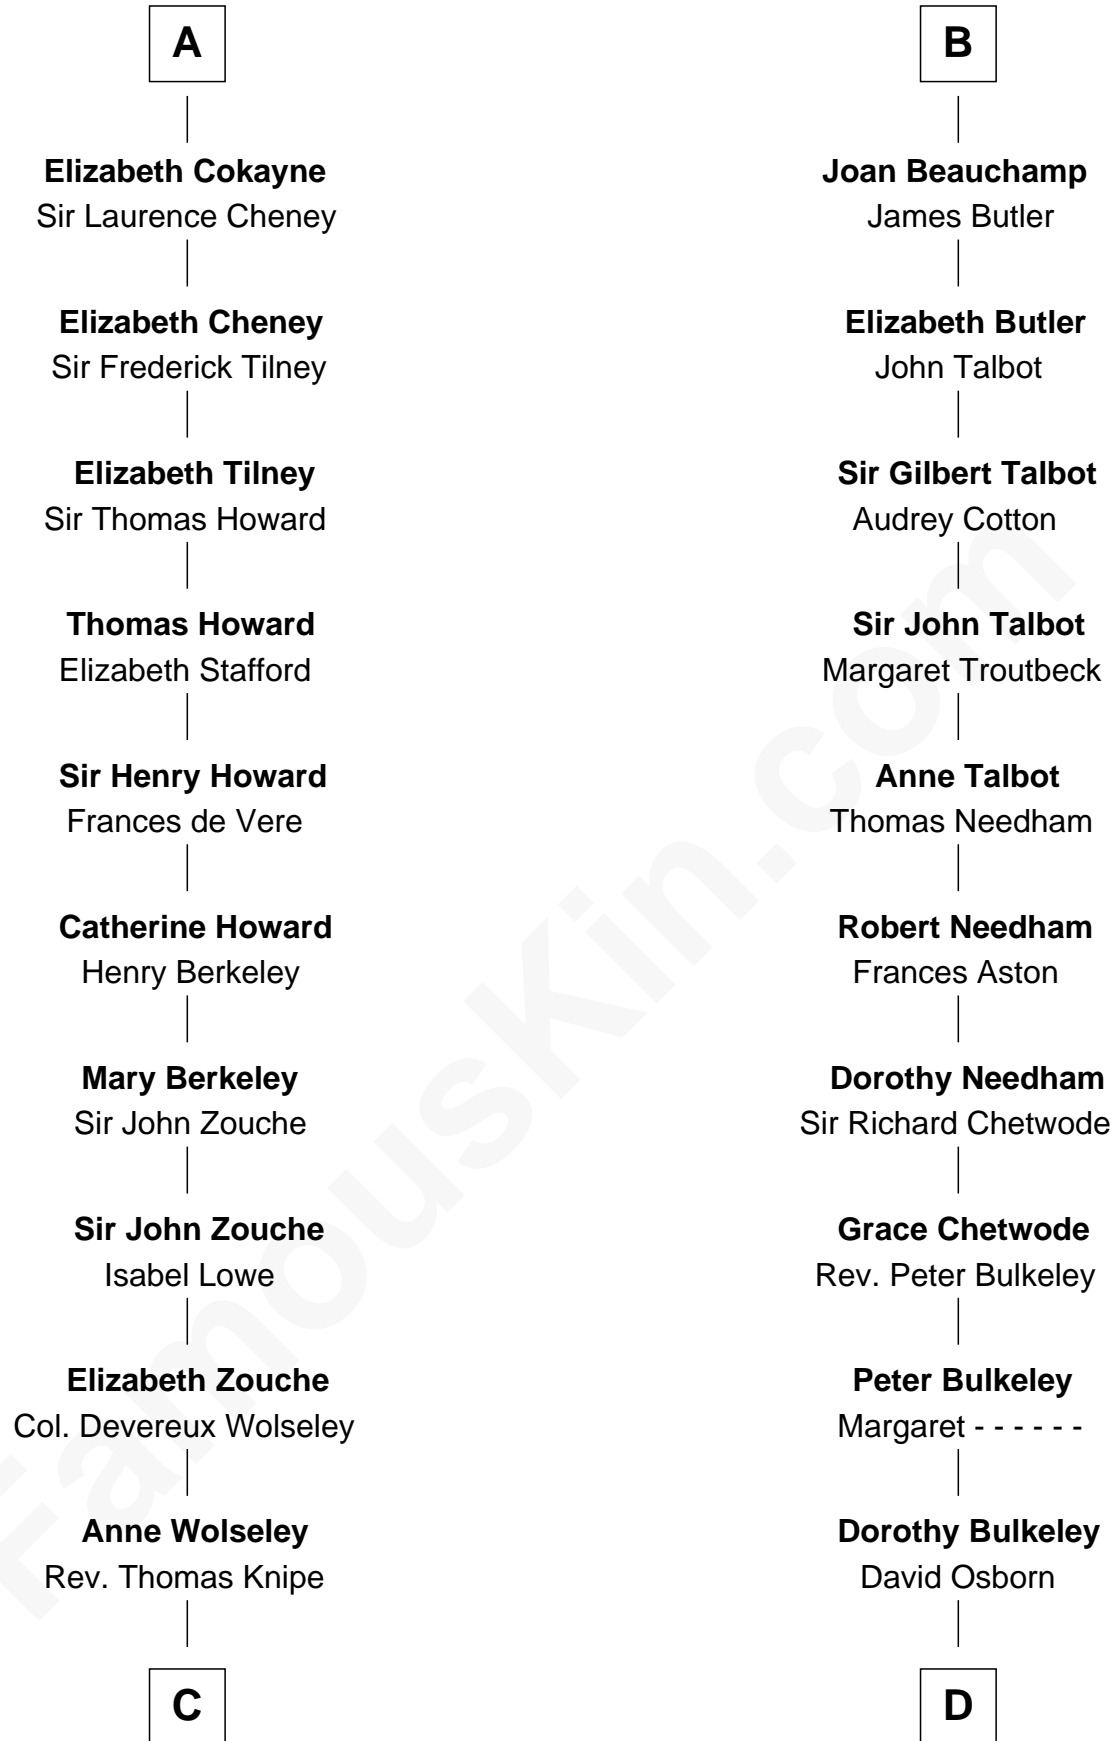 A
Elizabeth Cokayne
Sir Laurence Cheney
Elizabeth Cheney
Sir Frederick Tilney
Elizabeth Tilney
Sir Thomas Howard
Thomas Howard
Elizabeth Stafford
Sir Henry Howard
Frances de Vere
Catherine Howard
Henry Berkeley
Mary Berkeley
Sir John Zouche
Sir John Zouche
Isabel Lowe
Elizabeth Zouche
Col. Devereux Wolseley
Anne Wolseley
Rev. Thomas Knipe
C
B
Joan Beauchamp
James Butler
Elizabeth Butler
John Talbot
Sir Gilbert Talbot
Audrey Cotton
Sir John Talbot
Margaret Troutbeck
Anne Talbot
Thomas Needham
Robert Needham
Frances Aston
Dorothy Needham
Sir Richard Chetwode
Grace Chetwode
Rev. Peter Bulkeley
Peter Bulkeley
Margaret - - - - - -
Dorothy Bulkeley
David Osborn
D
FamousKin.com